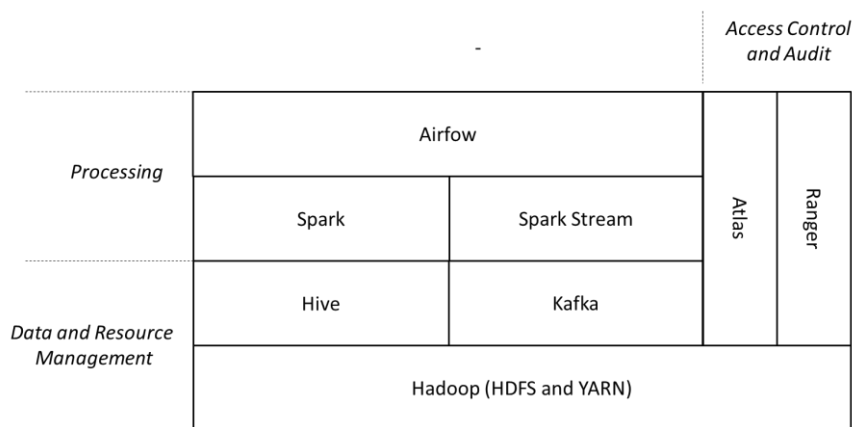 Access Control
and Audit
-
Airfow
Processing
Spark
Spark Stream
Atlas
Ranger
Hive
Kafka
Data and Resource
Management
Hadoop (HDFS and YARN)